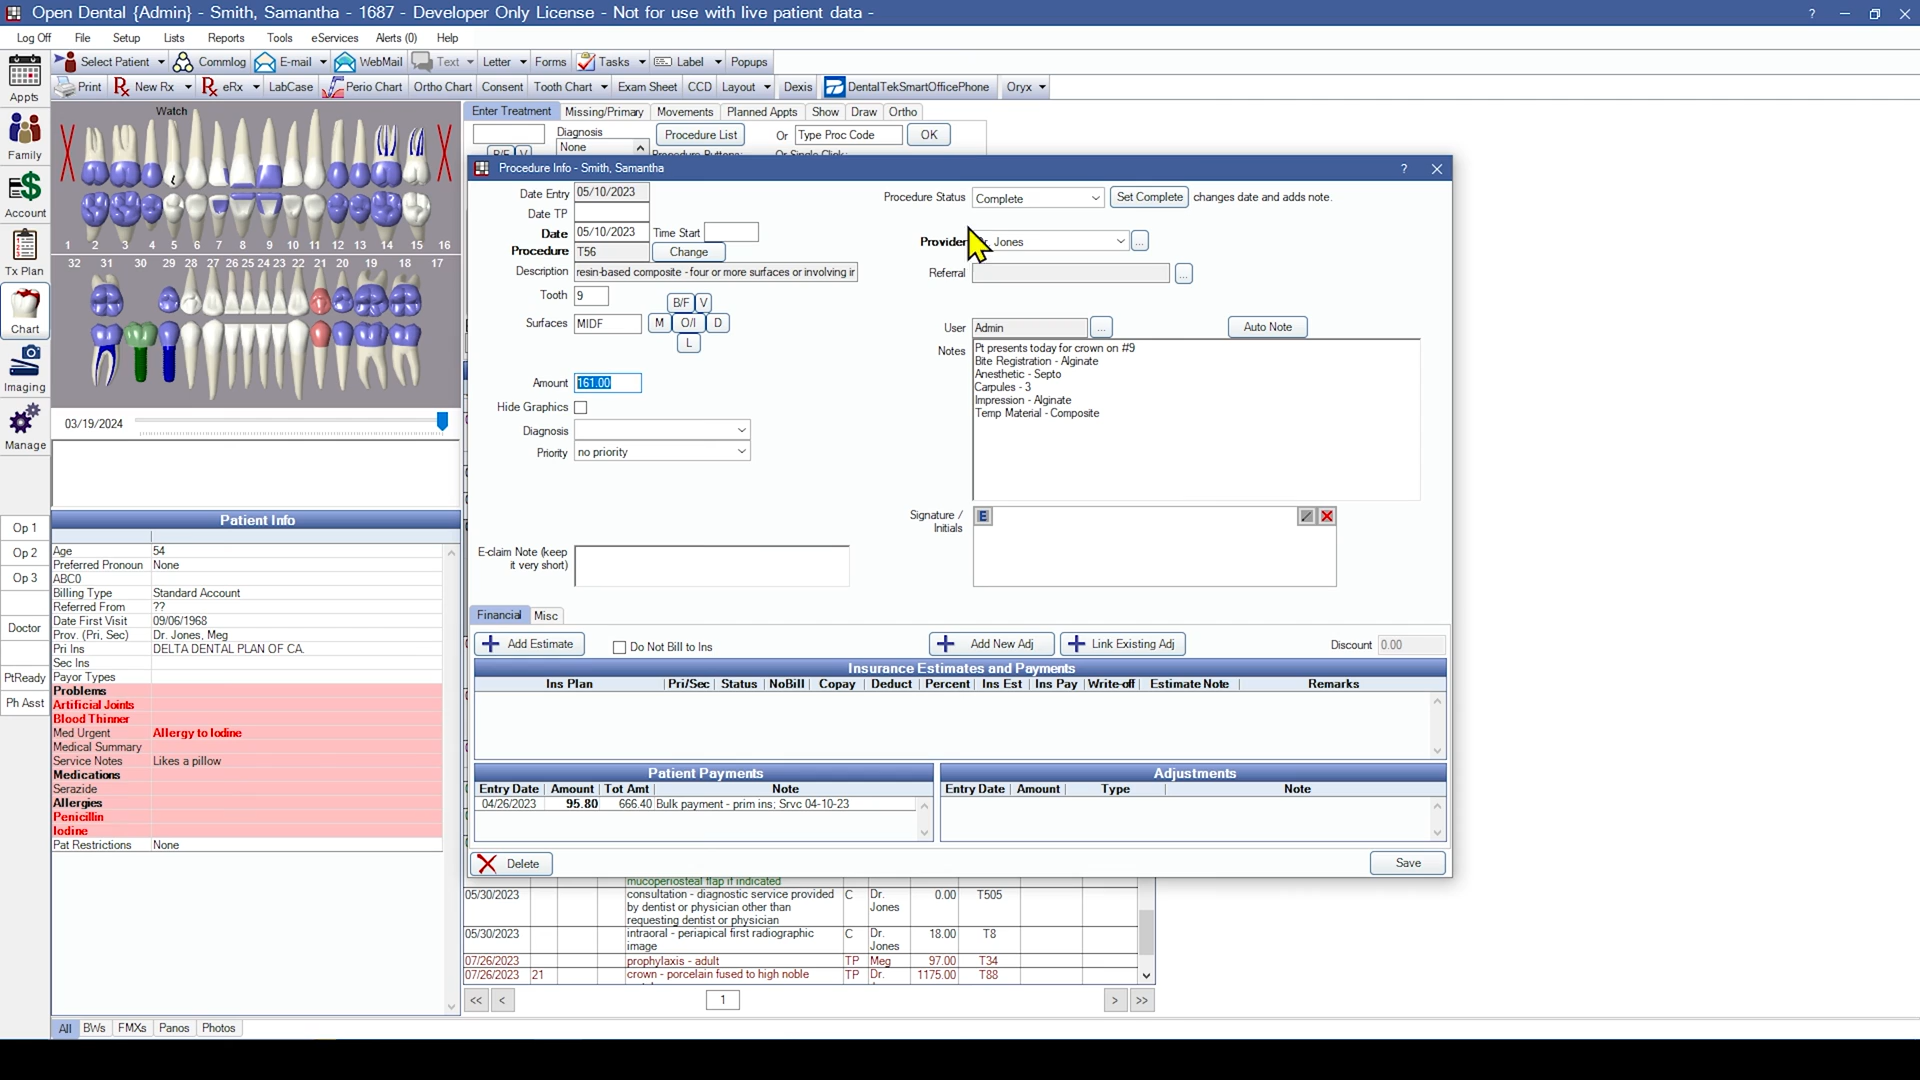 Open Dental {Admin} - Smith, Samantha - 1687 - Developer Only License - Not for use with live patient data -
Log Off File Setup Lists Reports Tools eServices Alerts (0) Help
Select Patient Commlog E-mail WebMail Text Letter Forms Tasks Label Popups
Print New Rx eRx LabCase Perio Chart Ortho Chart Consent Tooth Chart Exam Sheet CCD Layout Dexis DentalTekSmartOfficePhone Oryx
Appts
Family
Account
Tx Plan
Chart
Imaging
Manage
Op 1
Op 2
Op 3
Doctor
PtReady
Ph Asst
Watch
1 2 3 4 5 6 7 8 9 10 11 12 13 14 15 16
32 31 30 29 28 27 26 25 24 23 22 21 20 19 18 17
03/19/2024
Enter Treatment Missing/Primary Movements Planned Appts Show Draw Ortho
Diagnosis
None
Procedure List
Or Type Proc Code OK
B/F V
Procedure Buttons:
Or Single Click:
Procedure Info - Smith, Samantha
Date Entry 05/10/2023
Date TP
Date 05/10/2023 Time Start
Procedure T56 Change
Description resin-based composite - four or more surfaces or involving ir
Tooth 9
Surfaces MIDF
B/F V
M O/I D
L
Amount 161.00
Hide Graphics
Diagnosis
Priority no priority
E-claim Note (keep
it very short)
Procedure Status Complete Set Complete changes date and adds note.
Provider Jones ...
Referral ...
User Admin ... Auto Note
Notes
Pt presents today for crown on #9
Bite Registration - Alginate
Anesthetic - Septo
Carpules - 3
Impression - Alginate
Temp Material - Composite
Signature /
Initials
E
Financial Misc
Add Estimate Do Not Bill to Ins Add New Adj Link Existing Adj Discount 0.00
Insurance Estimates and Payments
Ins Plan Pri/Sec Status NoBill Copay Deduct Percent Ins Est Ins Pay Write-off Estimate Note Remarks
Patient Payments
Entry Date Amount Tot Amt Note
04/26/2023 95.80 666.40 Bulk payment - prim ins; Srvc 04-10-23
Adjustments
Entry Date Amount Type Note
Delete Save
Patient Info
Age 54
Preferred Pronoun None
ABC0
Billing Type Standard Account
Referred From ??
Date First Visit 09/06/1968
Prov. (Pri, Sec) Dr. Jones, Meg
Pri Ins DELTA DENTAL PLAN OF CA.
Sec Ins
Payor Types
Problems
Artificial Joints
Blood Thinner
Med Urgent Allergy to Iodine
Medical Summary
Service Notes Likes a pillow
Medications
Serazide
Allergies
Penicillin
Iodine
Pat Restrictions None
mucoperiosteal flap if indicated
05/30/2023 consultation - diagnostic service provided C Dr. 0.00 T505
by dentist or physician other than Jones
requesting dentist or physician
05/30/2023 intraoral - periapical first radiographic C Dr. 18.00 T8
image Jones
07/26/2023 prophylaxis - adult TP Meg 97.00 T34
07/26/2023 21 crown - porcelain fused to high noble TP Dr. 1175.00 T88
<< < 1 > >>
All BWs FMXs Panos Photos